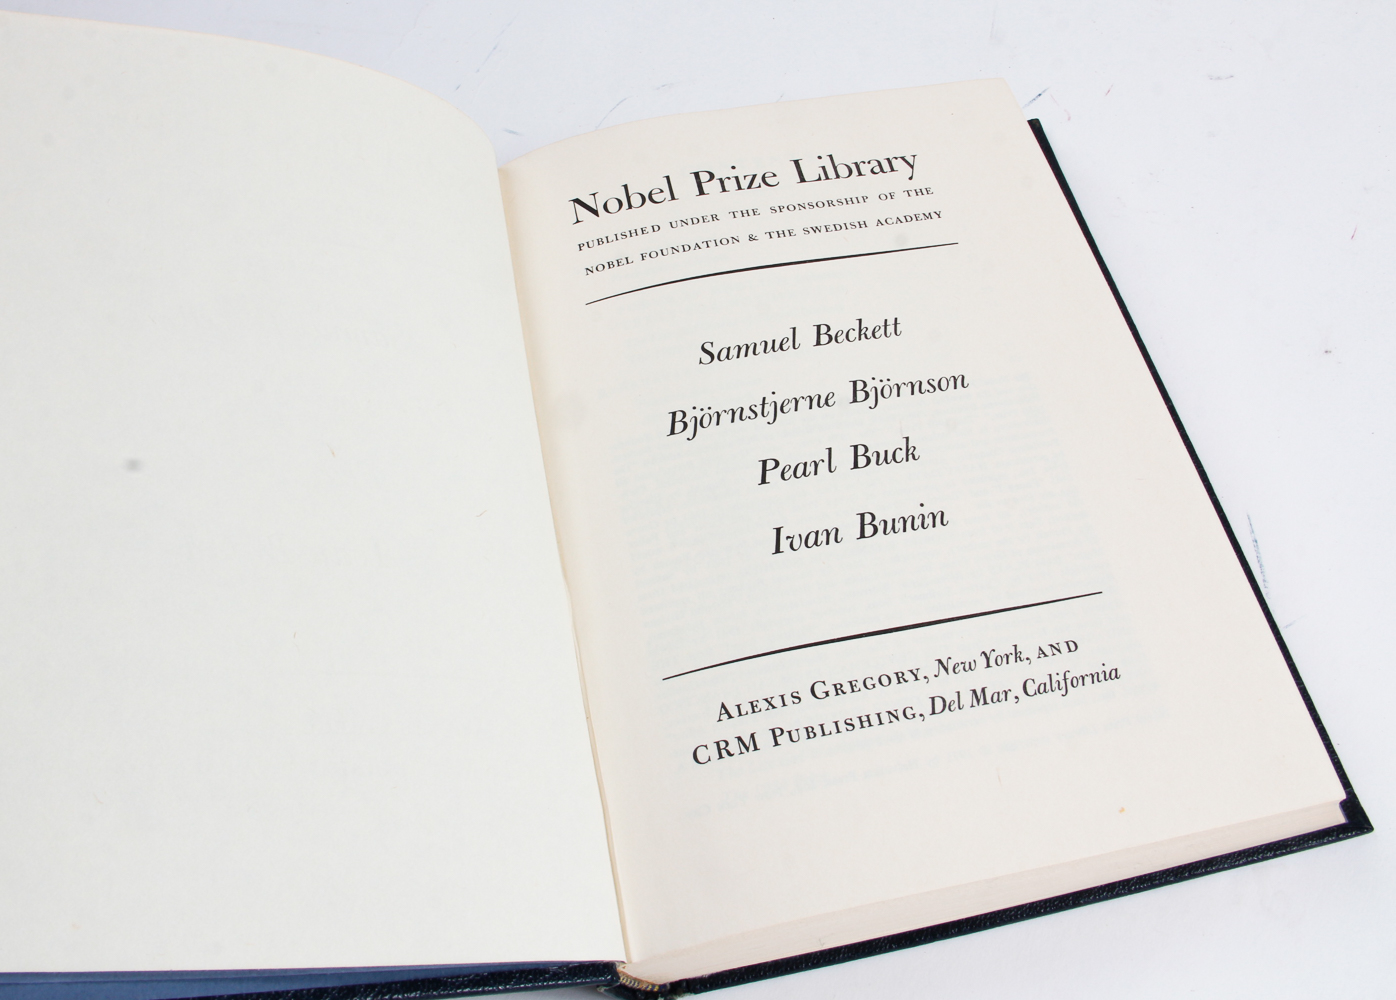 Nobel Prize Library
PUBLISHED UNDER THE SPONSORSHIP OF THE
NOBEL FOUNDATION & THE SWEDISH ACADEMY
Samuel Beckett
Björnstjerne Björnson
Pearl Buck
Ivan Bunin
ALEXIS GREGORY, New York, AND
CRM PUBLISHING, Del Mar, California